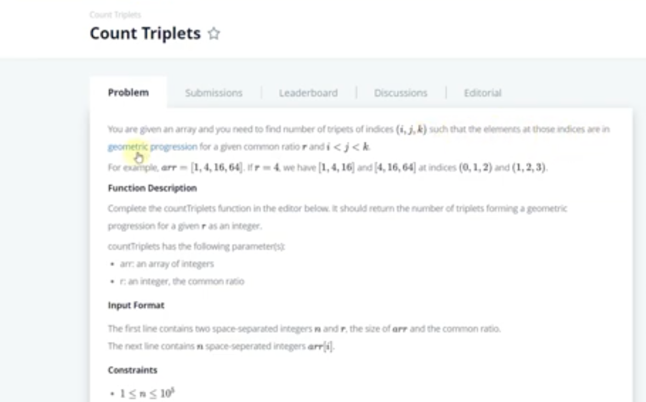 Count Triplets
Count Triplets
Problem Submissions Leaderboard Discussions Editorial
You are given an array and you need to find number of tripets of indices (i, j, k) such that the elements at those indices are in
geometric progression for a given common ratio r and i < j < k.
For example, arr = [1, 4, 16, 64]. If r = 4, we have [1, 4, 16] and [4, 16, 64] at indices (0, 1, 2) and (1, 2, 3).
Function Description
Complete the countTriplets function in the editor below. It should return the number of triplets forming a geometric
progression for a given r as an integer.
countTriplets has the following parameter(s):
• arr: an array of integers
• r: an integer, the common ratio
Input Format
The first line contains two space-separated integers n and r, the size of arr and the common ratio.
The next line contains n space-seperated integers arr[i].
Constraints
• 1 ≤ n ≤ 10⁵